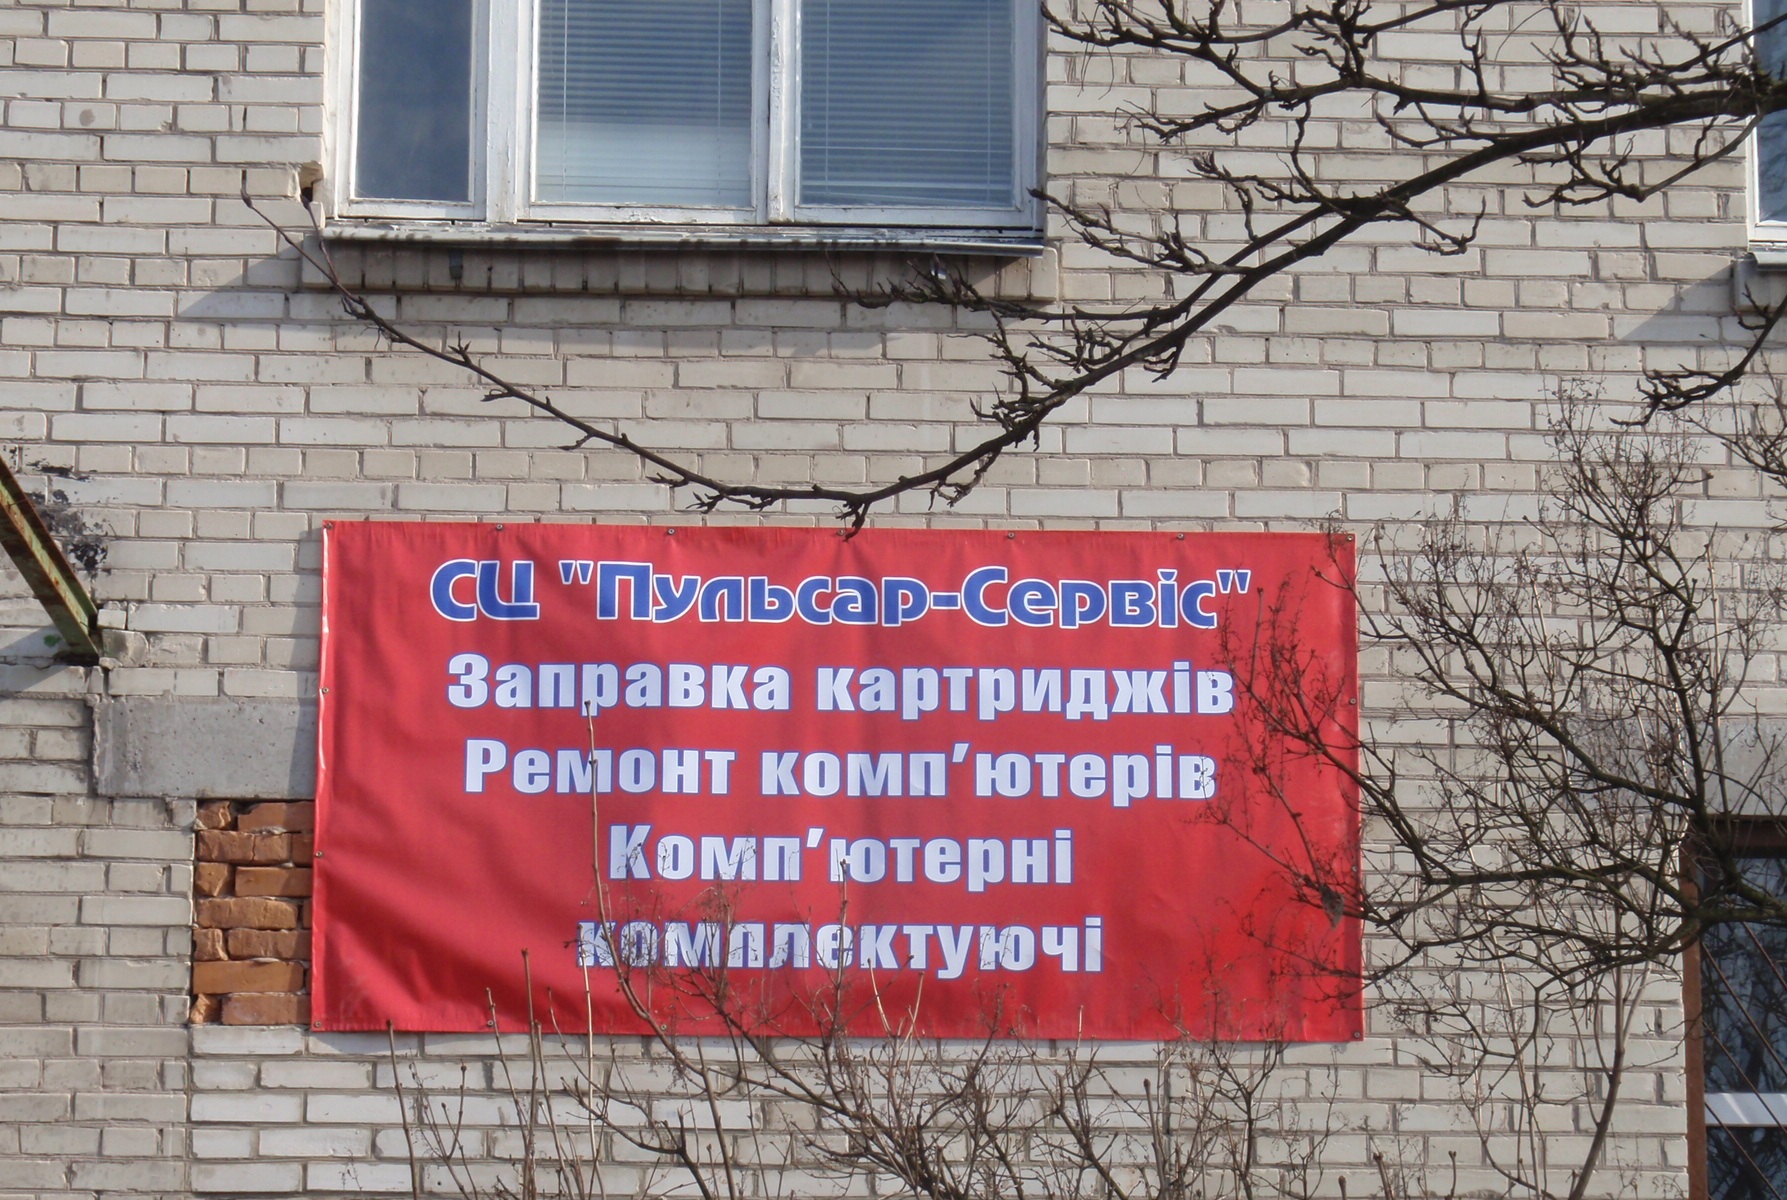 СЦ "Пульсар-Сервіс"
Заправка картриджів
Ремонт комп’ютерів
Комп’ютерні
комплектуючі